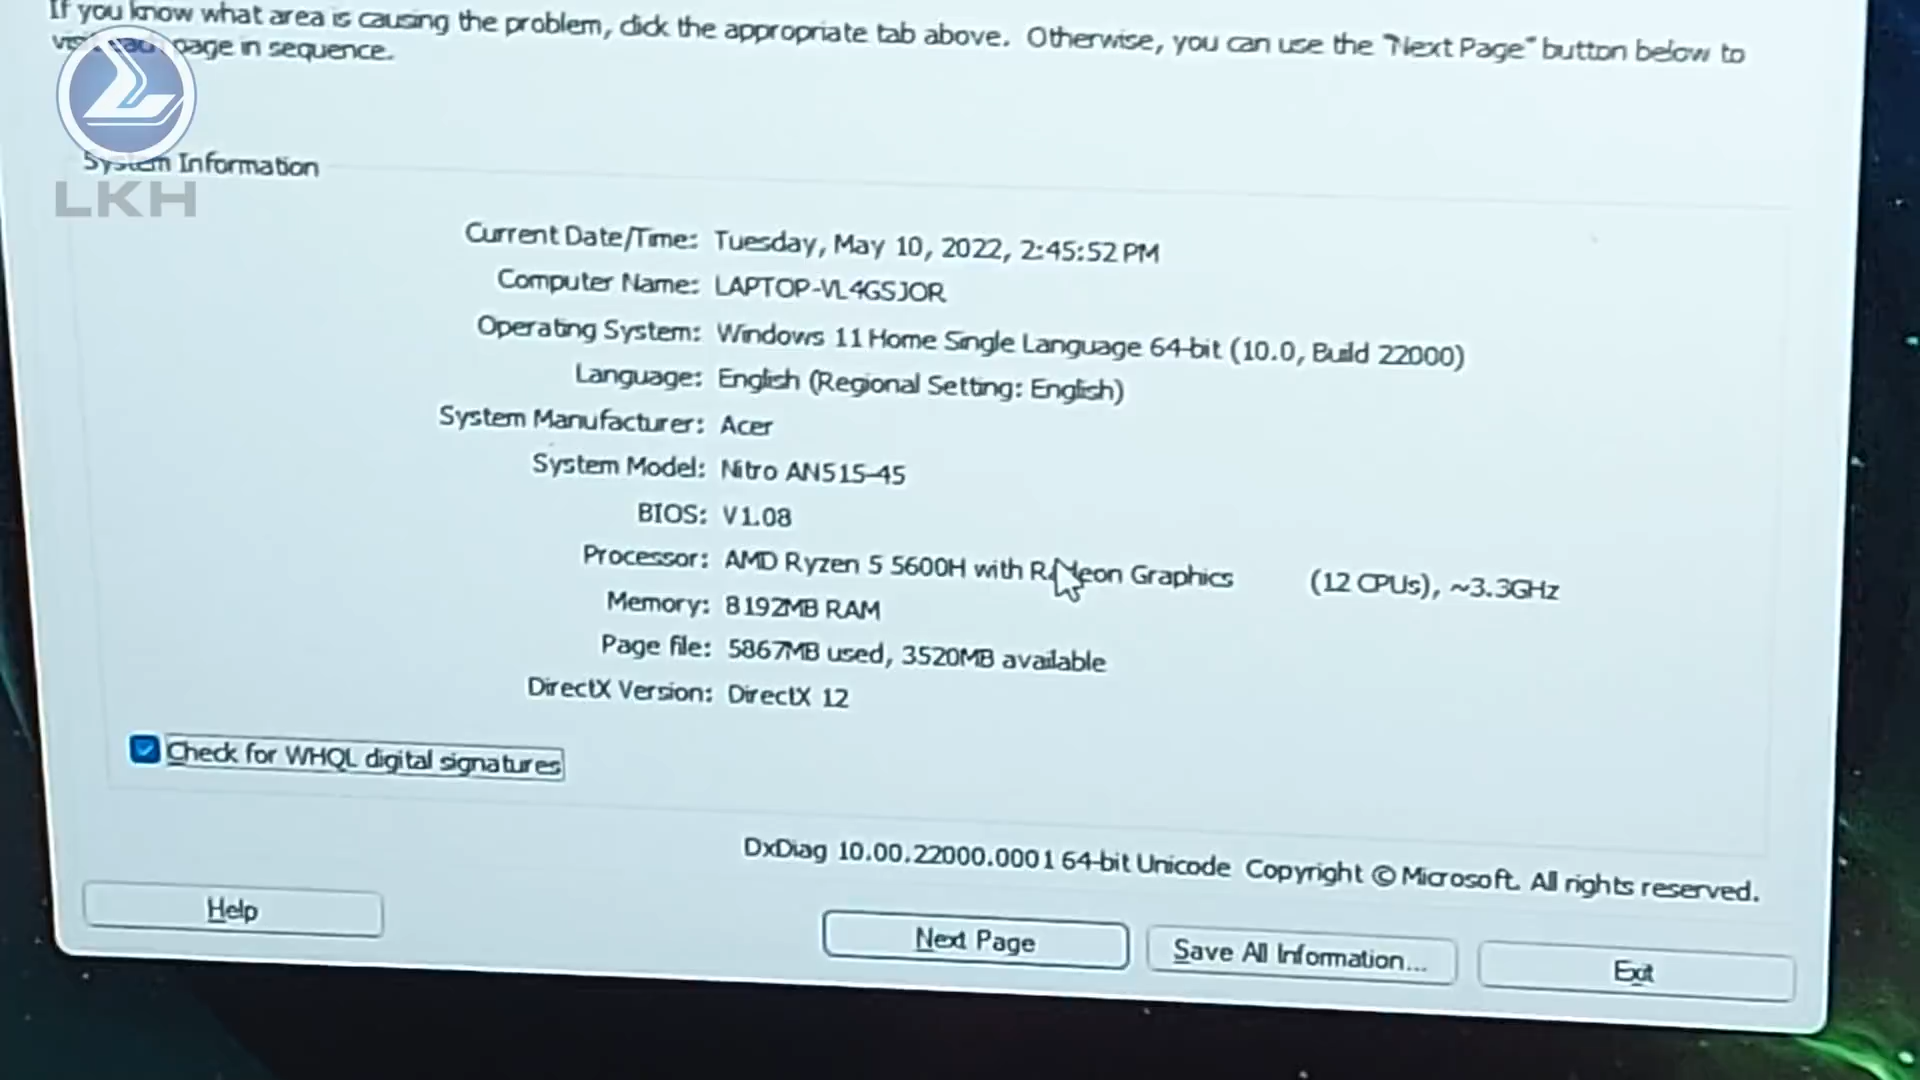 If you know what area is causing the problem, click the appropriate tab above. Otherwise, you can use the "Next Page" button below to
visit each page in sequence.
System Information
LKH
Current Date/Time: Tuesday, May 10, 2022, 2:45:52 PM
Computer Name: LAPTOP-VL4GSJOR
Operating System: Windows 11 Home Single Language 64-bit (10.0, Build 22000)
Language: English (Regional Setting: English)
System Manufacturer: Acer
System Model: Nitro AN515-45
BIOS: V1.08
Processor: AMD Ryzen 5 5600H with Radeon Graphics (12 CPUs), ~3.3GHz
Memory: 8192MB RAM
Page file: 5867MB used, 3520MB available
DirectX Version: DirectX 12
Check for WHQL digital signatures
DxDiag 10.00.22000.0001 64-bit Unicode Copyright © Microsoft. All rights reserved.
Help
Next Page
Save All Information...
Exit